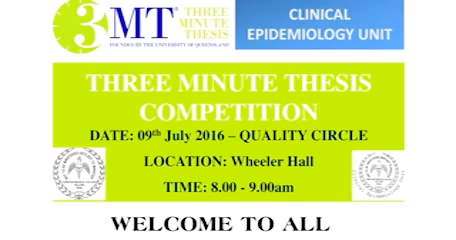 3MT® THREE
MINUTE
THESIS
FOUNDED BY THE UNIVERSITY OF QUEENSLAND
CLINICAL
EPIDEMIOLOGY UNIT
THREE MINUTE THESIS
COMPETITION
DATE: 09th July 2016 – QUALITY CIRCLE
LOCATION: Wheeler Hall
TIME: 8.00 - 9.00am
WELCOME TO ALL